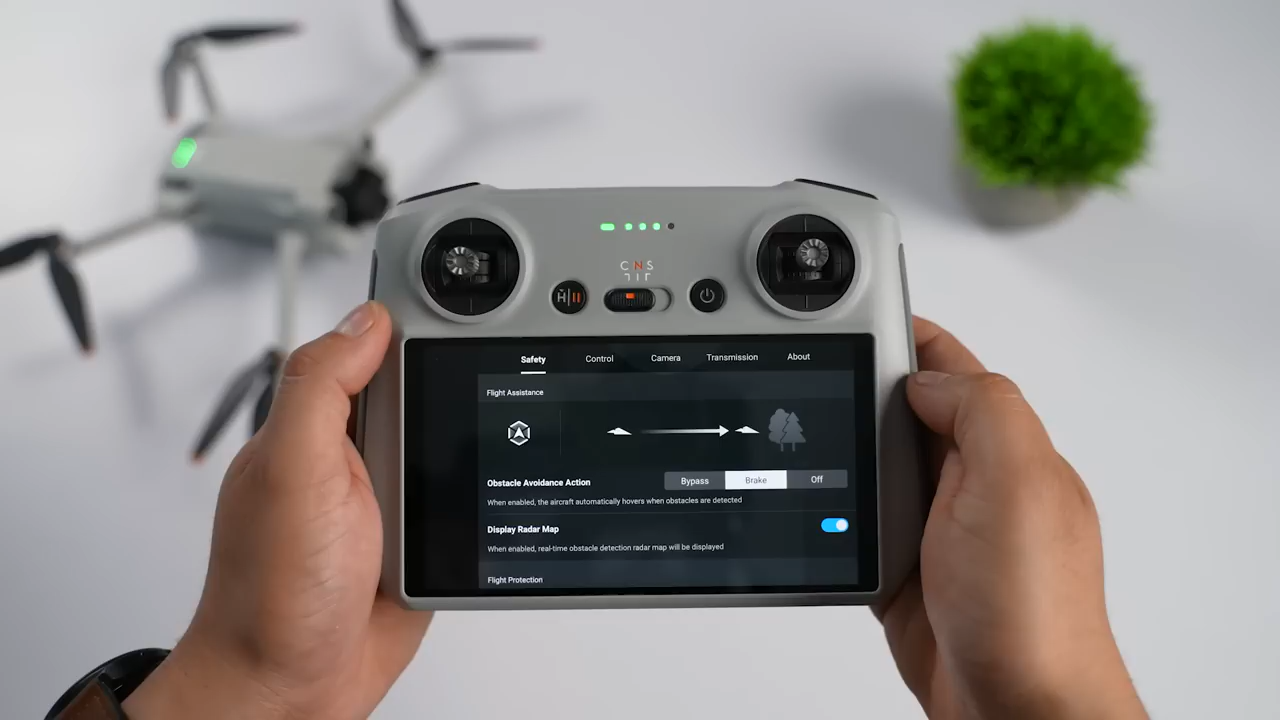 C N S
H
Safety Control Camera Transmission About
Flight Assistance
Obstacle Avoidance Action Bypass Brake Off
When enabled, the aircraft automatically hovers when obstacles are detected
Display Radar Map
When enabled, real-time obstacle detection radar map will be displayed
Flight Protection